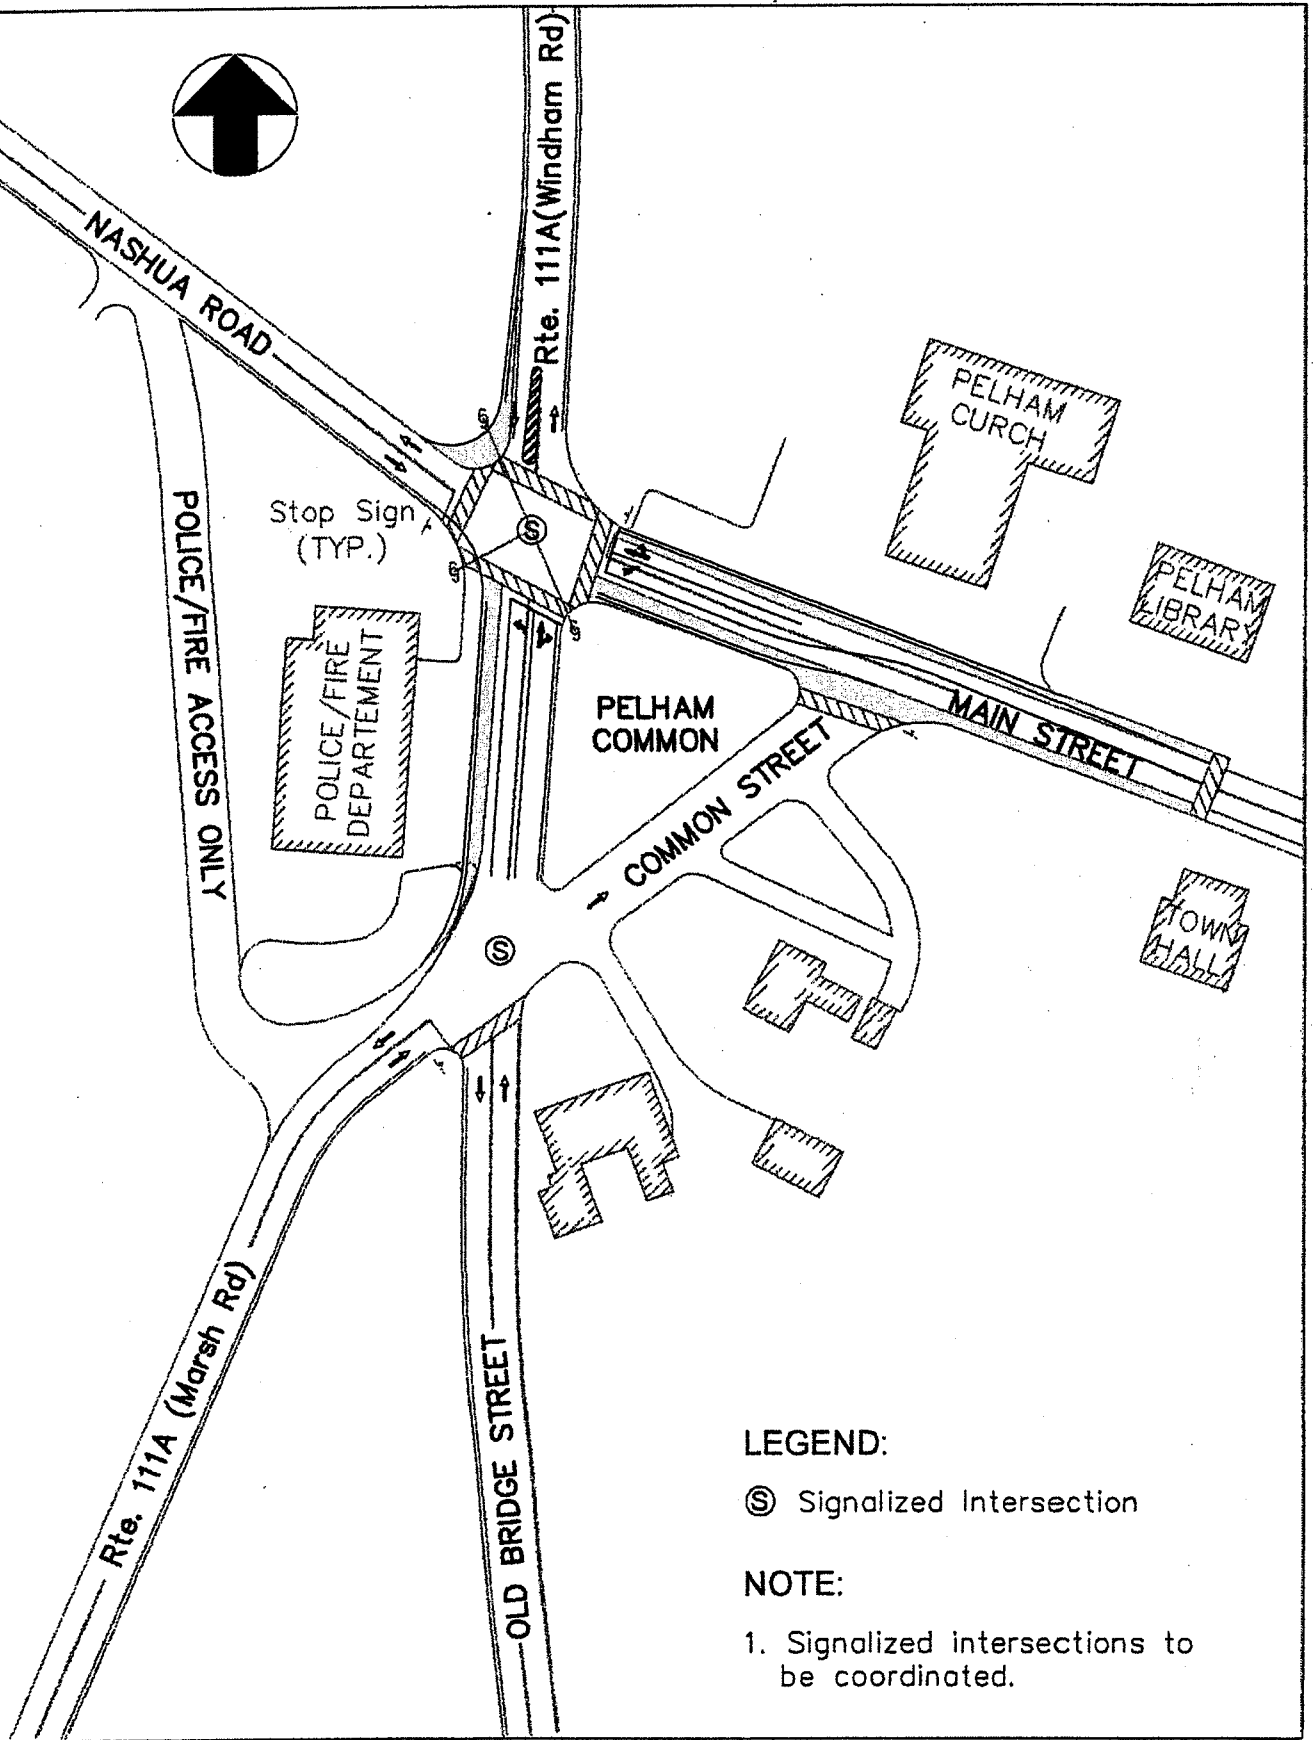 Rte. 111A(Windham Rd)
NASHUA ROAD
PELHAM
CURCH
POLICE/FIRE ACCESS ONLY
Stop Sign
(TYP.)
S
PELHAM
LIBRARY
POLICE/FIRE
DEPARTEMENT
PELHAM
COMMON
MAIN STREET
COMMON STREET
TOWN
HALL
S
Rte. 111A (Marsh Rd)
OLD BRIDGE STREET
LEGEND:
S Signalized Intersection
NOTE:
1. Signalized intersections to
be coordinated.